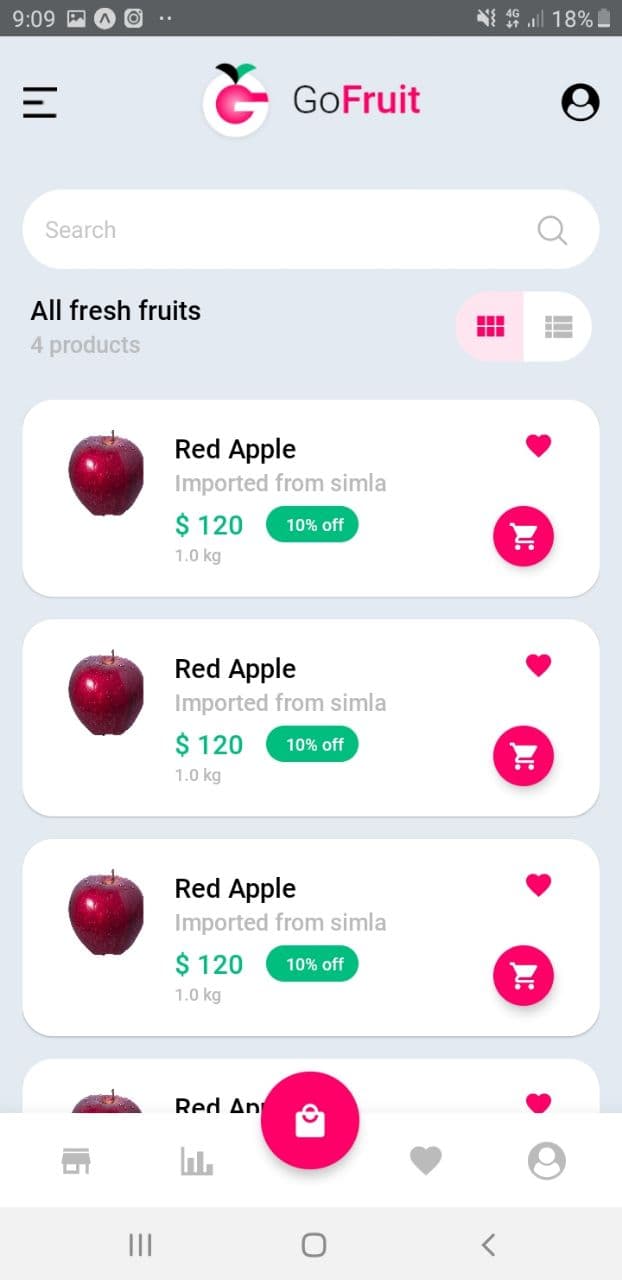 9:09 4G 18%
GoFruit
Search
All fresh fruits
4 products
Red Apple
Imported from simla
$ 120 10% off
1.0 kg
Red Apple
Imported from simla
$ 120 10% off
1.0 kg
Red Apple
Imported from simla
$ 120 10% off
1.0 kg
Red